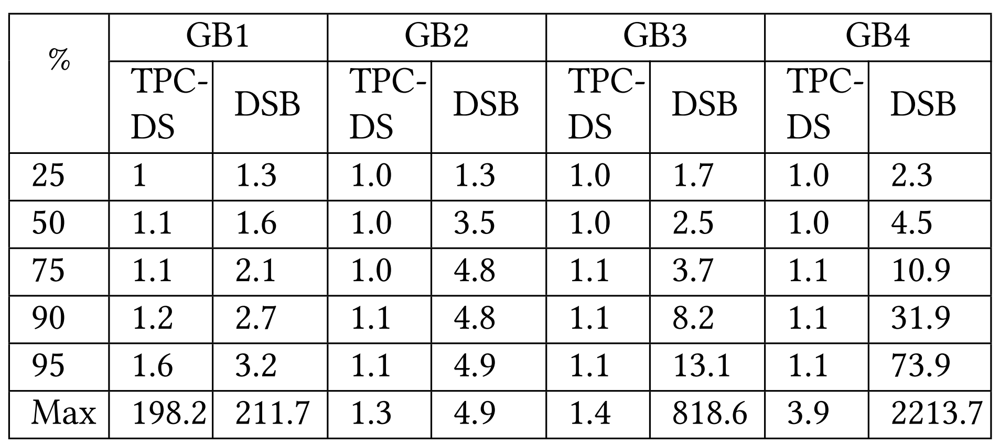 % GB1 GB2 GB3 GB4
TPC-DS DSB TPC-DS DSB TPC-DS DSB TPC-DS DSB
25 1 1.3 1.0 1.3 1.0 1.7 1.0 2.3
50 1.1 1.6 1.0 3.5 1.0 2.5 1.0 4.5
75 1.1 2.1 1.0 4.8 1.1 3.7 1.1 10.9
90 1.2 2.7 1.1 4.8 1.1 8.2 1.1 31.9
95 1.6 3.2 1.1 4.9 1.1 13.1 1.1 73.9
Max 198.2 211.7 1.3 4.9 1.4 818.6 3.9 2213.7